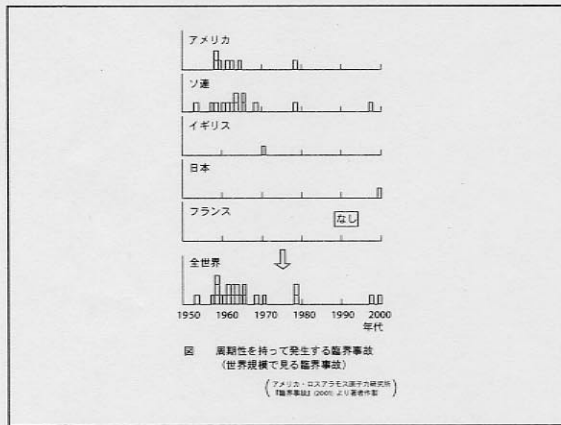 アメリカ
ソ連
イギリス
日本
フランス
なし
全世界
1950 1960 1970 1980 1990 2000
年代
図 周期性を持って発生する臨界事故
(世界規模で見る臨界事故)
(アメリカ・ロスアラモス原子力研究所
『臨界事故』(2001) より著者作製)